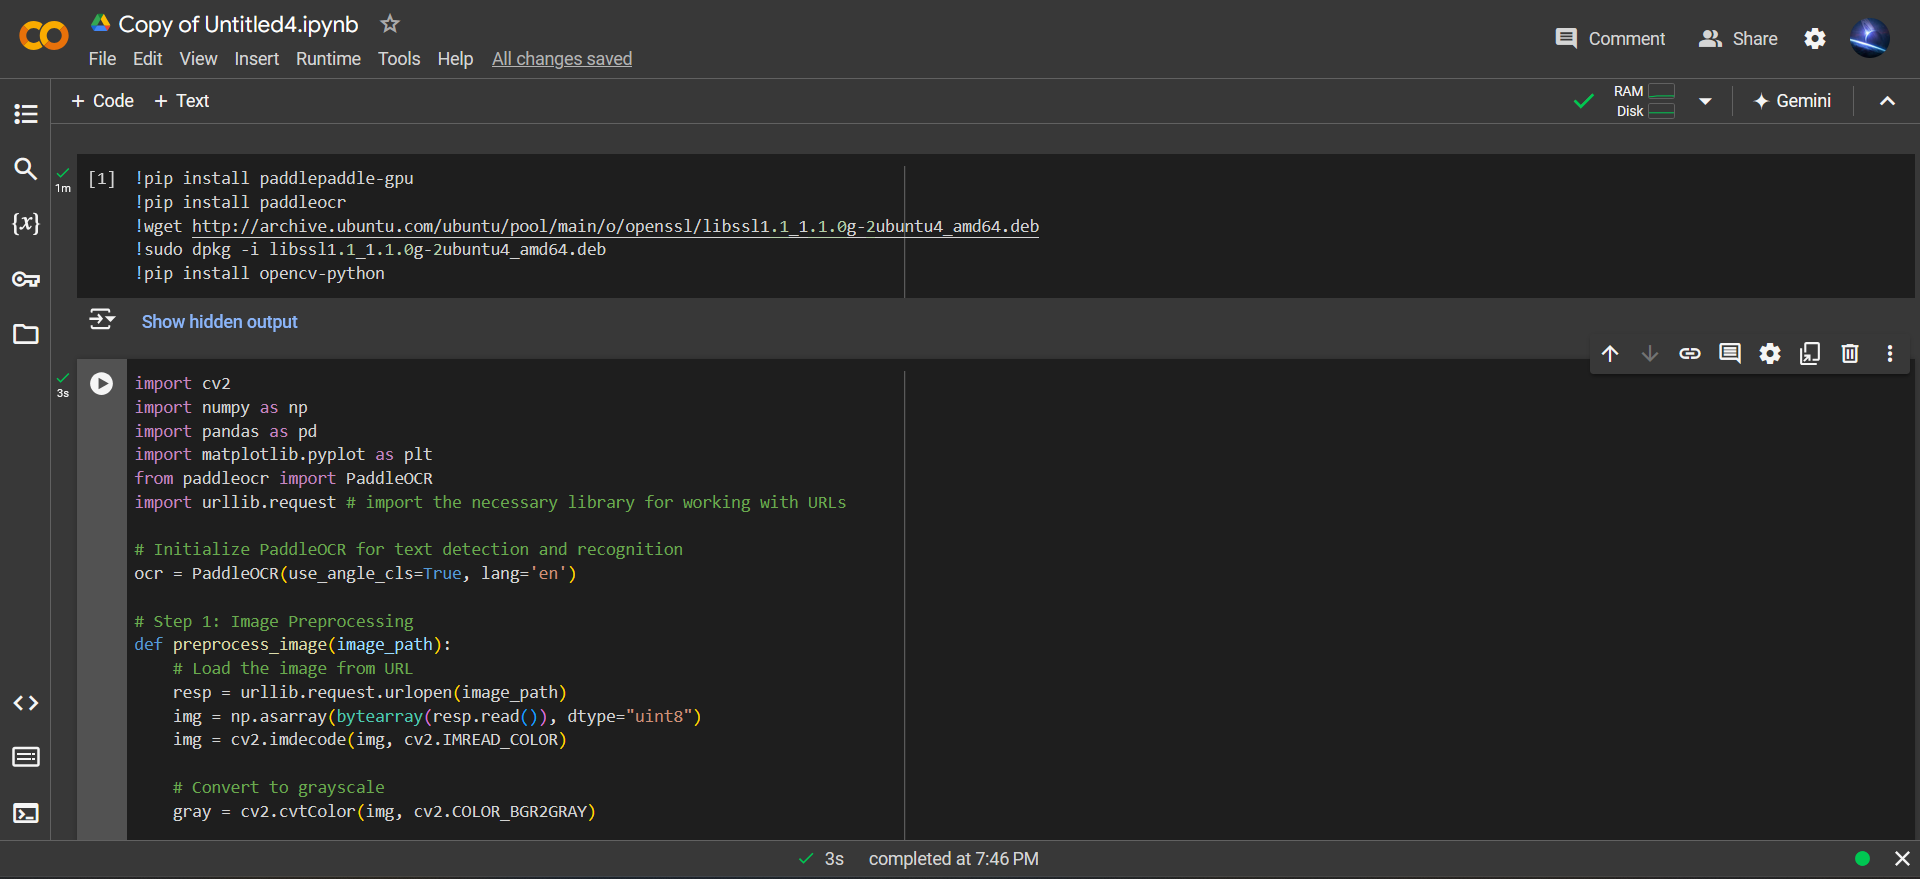 Copy of Untitled4.ipynb
File Edit View Insert Runtime Tools Help All changes saved
Comment Share
+ Code + Text
RAM
Disk
Gemini
1m
[1] !pip install paddlepaddle-gpu
!pip install paddleocr
!wget http://archive.ubuntu.com/ubuntu/pool/main/o/openssl/libssl1.1_1.1.0g-2ubuntu4_amd64.deb
!sudo dpkg -i libssl1.1_1.1.0g-2ubuntu4_amd64.deb
!pip install opencv-python
Show hidden output
{x}
3s
import cv2
import numpy as np
import pandas as pd
import matplotlib.pyplot as plt
from paddleocr import PaddleOCR
import urllib.request # import the necessary library for working with URLs
# Initialize PaddleOCR for text detection and recognition
ocr = PaddleOCR(use_angle_cls=True, lang='en')
# Step 1: Image Preprocessing
def preprocess_image(image_path):
    # Load the image from URL
    resp = urllib.request.urlopen(image_path)
    img = np.asarray(bytearray(resp.read()), dtype="uint8")
    img = cv2.imdecode(img, cv2.IMREAD_COLOR)
    # Convert to grayscale
    gray = cv2.cvtColor(img, cv2.COLOR_BGR2GRAY)
3s completed at 7:46 PM